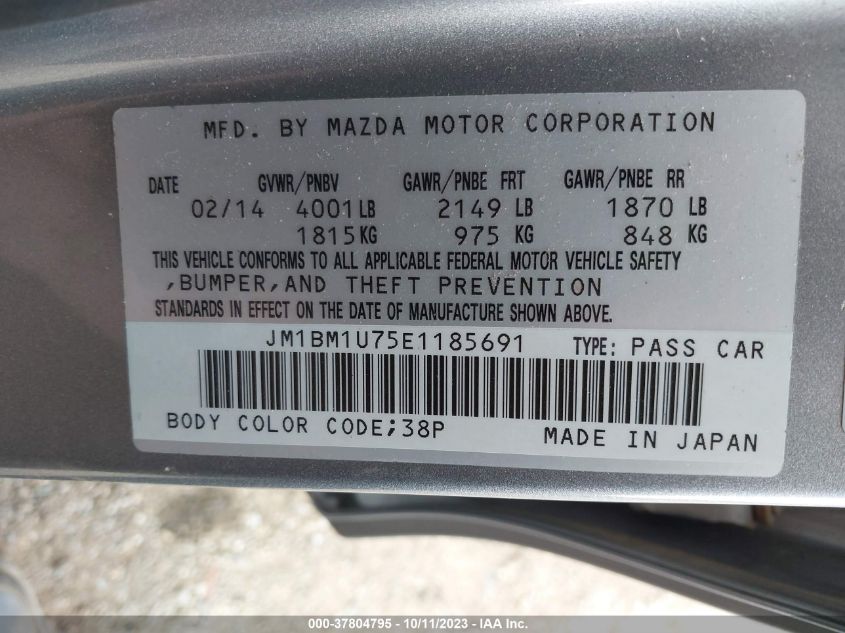 MFD. BY MAZDA MOTOR CORPORATION
DATE GVWR/PNBV GAWR/PNBE FRT GAWR/PNBE RR
02/14 4001 LB 2149 LB 1870 LB
1815 KG 975 KG 848 KG
THIS VEHICLE CONFORMS TO ALL APPLICABLE FEDERAL MOTOR VEHICLE SAFETY
,BUMPER,AND THEFT PREVENTION
STANDARDS IN EFFECT ON THE DATE OF MANUFACTURE SHOWN ABOVE.
JM1BM1U75E1185691 TYPE: PASS CAR
BODY COLOR CODE;38P MADE IN JAPAN
000-37804795 - 10/11/2023 - IAA Inc.